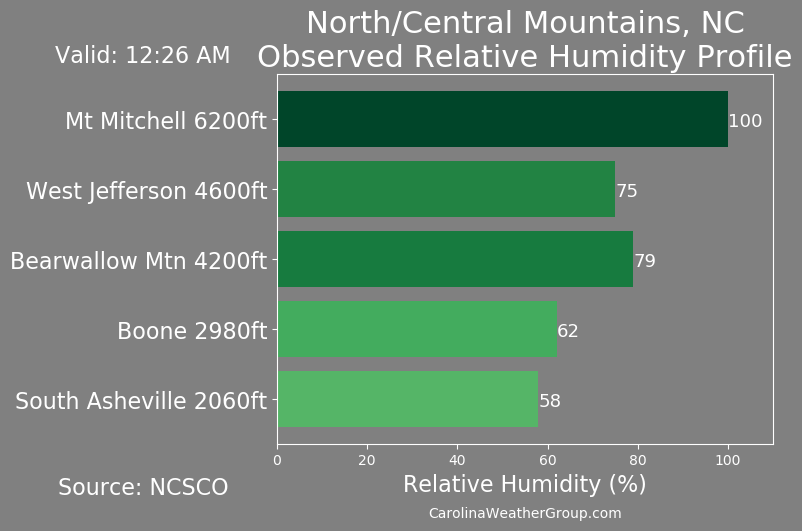 North/Central Mountains, NC
Observed Relative Humidity Profile
Valid: 12:26 AM
Mt Mitchell 6200ft
100
West Jefferson 4600ft
75
Bearwallow Mtn 4200ft
79
Boone 2980ft
62
South Asheville 2060ft
58
0 20 40 60 80 100
Relative Humidity (%)
Source: NCSCO
CarolinaWeatherGroup.com